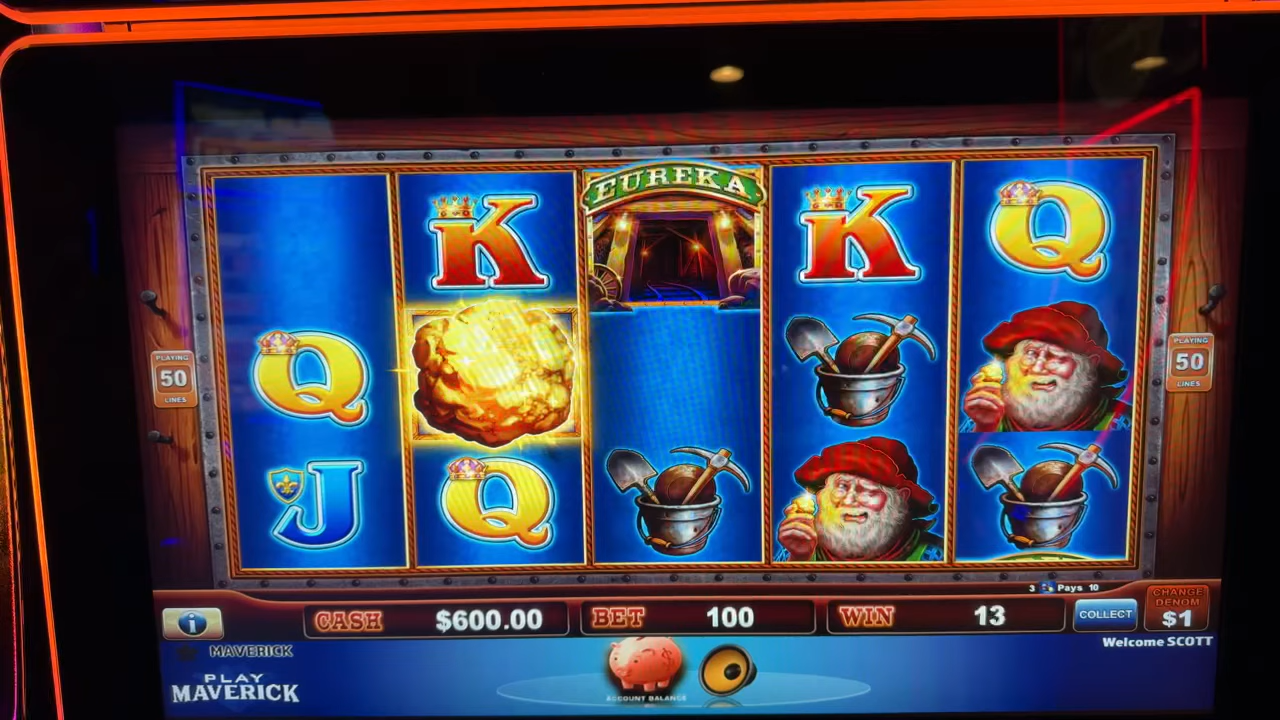 EUREKA
K
K
Q
Q
J
Q
PLAYING
50
LINES
PLAYING
50
LINES
3 Pays 10
CASH $600.00
BET 100
WIN 13
COLLECT
CHANGE
DENOM
$1
Welcome SCOTT
MAVERICK
PLAY
MAVERICK
ACCOUNT BALANCE